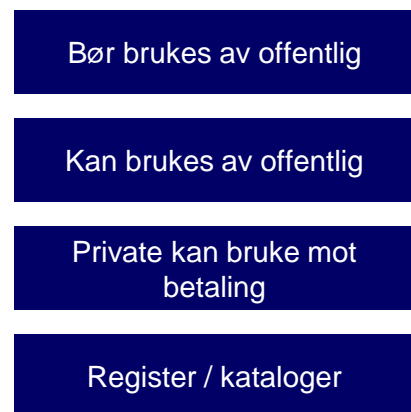 Bør brukes av offentlig
Kan brukes av offentlig
Private kan bruke mot
betaling
Register / kataloger